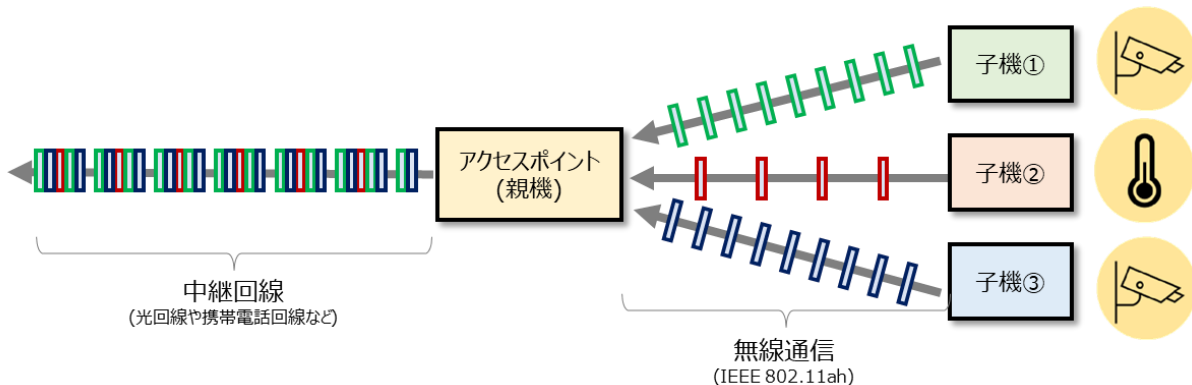 子機①
アクセスポイント
(親機)
子機②
子機③
中継回線
(光回線や携帯電話回線など)
無線通信
(IEEE 802.11ah)